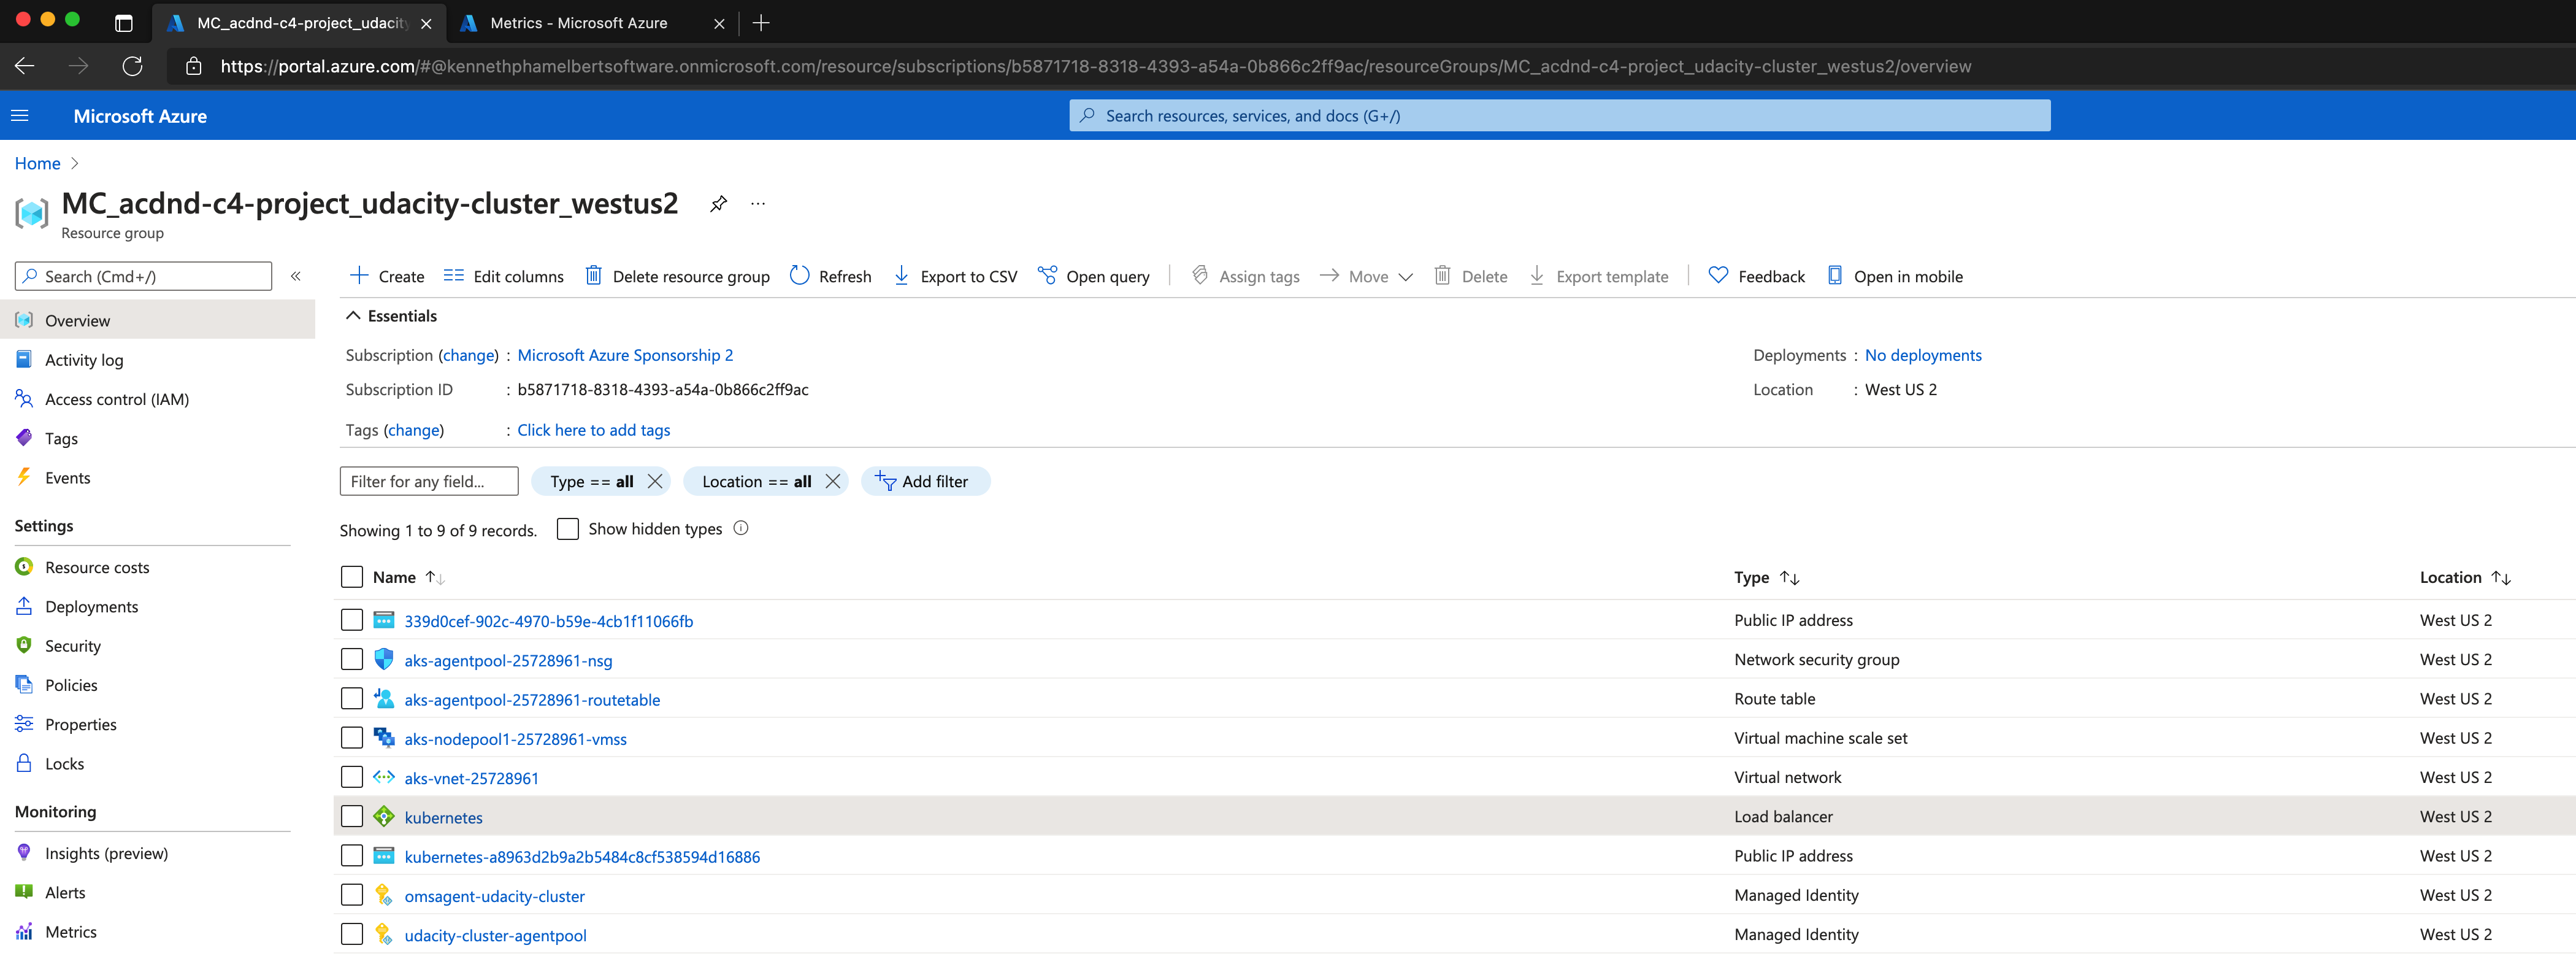 MC_acdnd-c4-project_udacity
Metrics - Microsoft Azure
https://portal.azure.com/#@kennethphamelbertsoftware.onmicrosoft.com/resource/subscriptions/b5871718-8318-4393-a54a-0b866c2ff9ac/resourceGroups/MC_acdnd-c4-project_udacity-cluster_westus2/overview
Microsoft Azure
Search resources, services, and docs (G+/)
Home
MC_acdnd-c4-project_udacity-cluster_westus2
Resource group
Search (Cmd+/)
Overview
Activity log
Access control (IAM)
Tags
Events
Settings
Resource costs
Deployments
Security
Policies
Properties
Locks
Monitoring
Insights (preview)
Alerts
Metrics
Create Edit columns Delete resource group Refresh Export to CSV Open query Assign tags Move Delete Export template Feedback Open in mobile
Essentials
Subscription (change) : Microsoft Azure Sponsorship 2
Subscription ID : b5871718-8318-4393-a54a-0b866c2ff9ac
Tags (change) : Click here to add tags
Deployments : No deployments
Location : West US 2
Filter for any field... Type == all Location == all Add filter
Showing 1 to 9 of 9 records. Show hidden types
Name Type Location
339d0cef-902c-4970-b59e-4cb1f11066fb Public IP address West US 2
aks-agentpool-25728961-nsg Network security group West US 2
aks-agentpool-25728961-routetable Route table West US 2
aks-nodepool1-25728961-vmss Virtual machine scale set West US 2
aks-vnet-25728961 Virtual network West US 2
kubernetes Load balancer West US 2
kubernetes-a8963d2b9a2b5484c8cf538594d16886 Public IP address West US 2
omsagent-udacity-cluster Managed Identity West US 2
udacity-cluster-agentpool Managed Identity West US 2